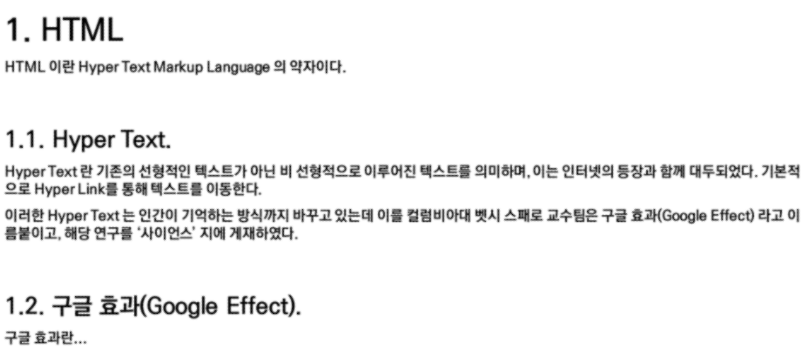 1. HTML
HTML 이란 Hyper Text Markup Language 의 약자이다.
1.1. Hyper Text.
Hyper Text 란 기존의 선형적인 텍스트가 아닌 비 선형적으로 이루어진 텍스트를 의미하며, 이는 인터넷의 등장과 함께 대두되었다. 기본적
으로 Hyper Link를 통해 텍스트를 이동한다.
이러한 Hyper Text 는 인간이 기억하는 방식까지 바꾸고 있는데 이를 컬럼비아대 벳시 스패로 교수팀은 구글 효과(Google Effect) 라고 이
름붙이고, 해당 연구를 ‘사이언스’ 지에 게재하였다.
1.2. 구글 효과(Google Effect).
구글 효과란...